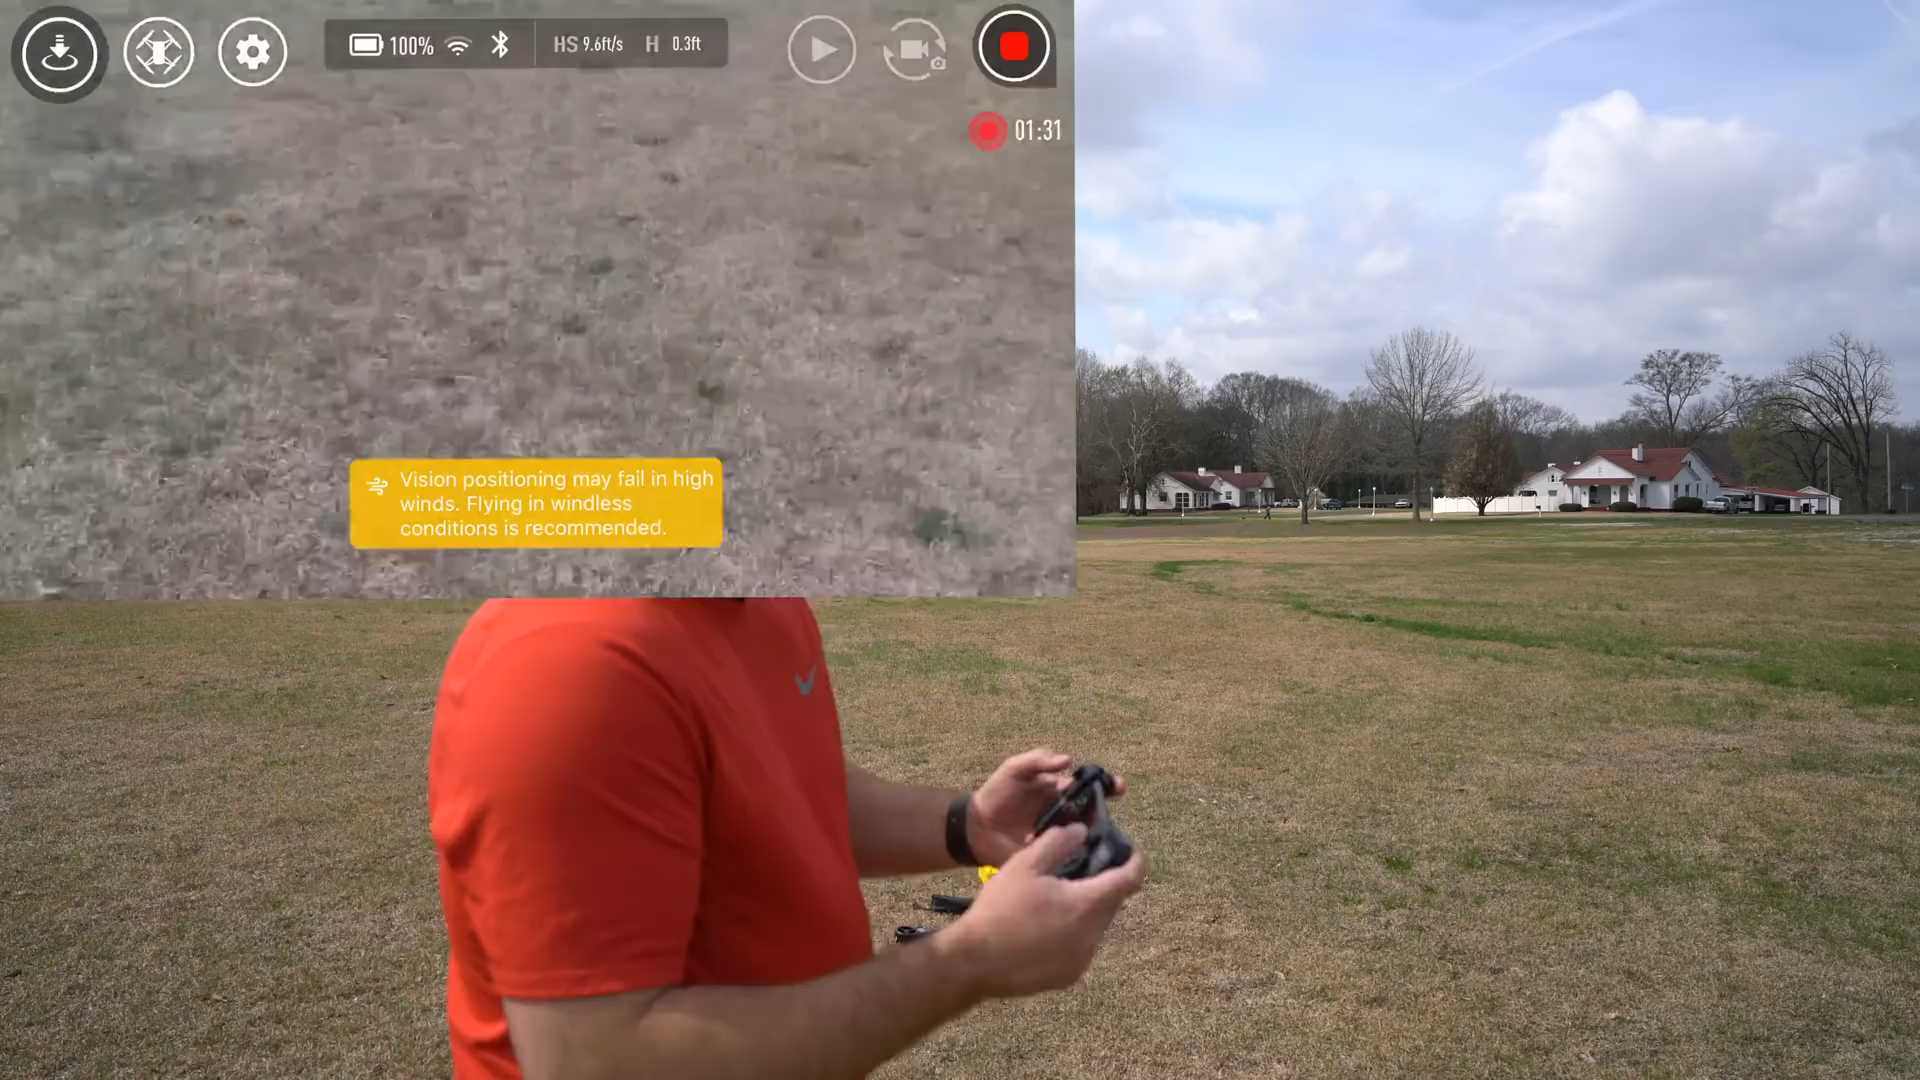 100% HS 9.6ft/s H 0.3ft
01:31
Vision positioning may fail in high
winds. Flying in windless
conditions is recommended.